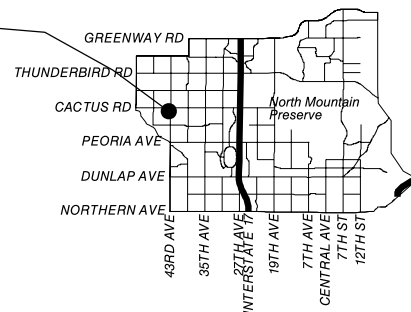 GREENWAY RD
THUNDERBIRD RD
CACTUS RD
North Mountain
Preserve
PEORIA AVE
DUNLAP AVE
NORTHERN AVE
43RD AVE
35TH AVE
27TH AVE
INTERSTATE 17
19TH AVE
7TH AVE
CENTRAL AVE
7TH ST
12TH ST